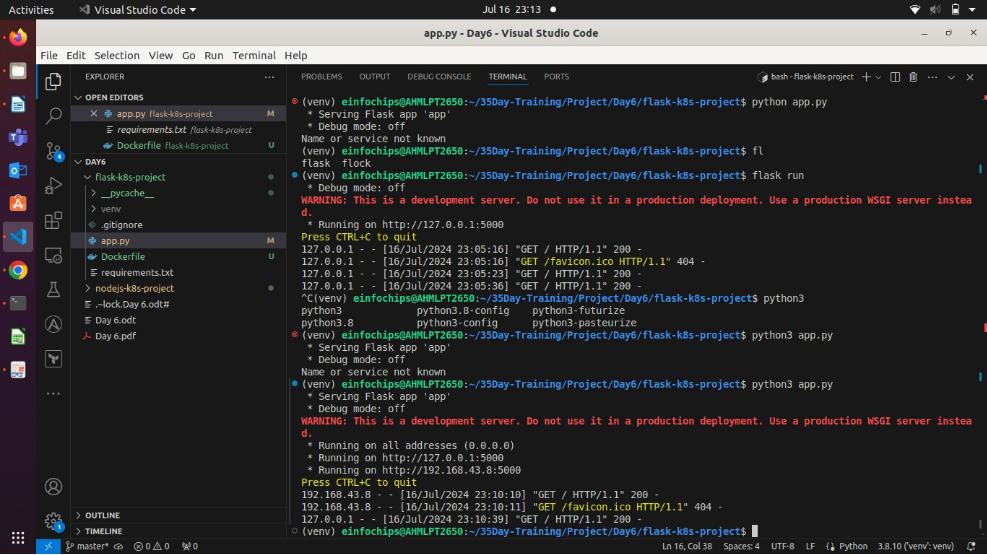 Activities
Visual Studio Code
Jul 16 23:13
app.py - Day6 - Visual Studio Code
File Edit Selection View Go Run Terminal Help
EXPLORER
OPEN EDITORS
app.py flask-k8s-project M
requirements.txt flask-k8s-project
Dockerfile flask-k8s-project U
DAY6
flask-k8s-project
__pycache__
venv
.gitignore
app.py M
Dockerfile U
requirements.txt
nodejs-k8s-project
.~lock.Day 6.odt#
Day 6.odt
Day 6.pdf
OUTLINE
TIMELINE
4
1
PROBLEMS OUTPUT DEBUG CONSOLE TERMINAL PORTS
bash - flask-k8s-project
(venv) einfochips@AHMLPT2650:~/35Day-Training/Project/Day6/flask-k8s-project$ python app.py
* Serving Flask app 'app'
* Debug mode: off
Name or service not known
(venv) einfochips@AHMLPT2650:~/35Day-Training/Project/Day6/flask-k8s-project$ fl
flask flock
(venv) einfochips@AHMLPT2650:~/35Day-Training/Project/Day6/flask-k8s-project$ flask run
* Debug mode: off
WARNING: This is a development server. Do not use it in a production deployment. Use a production WSGI server instea
d.
* Running on http://127.0.0.1:5000
Press CTRL+C to quit
127.0.0.1 - - [16/Jul/2024 23:05:16] "GET / HTTP/1.1" 200 -
127.0.0.1 - - [16/Jul/2024 23:05:16] "GET /favicon.ico HTTP/1.1" 404 -
127.0.0.1 - - [16/Jul/2024 23:05:23] "GET / HTTP/1.1" 200 -
127.0.0.1 - - [16/Jul/2024 23:05:36] "GET / HTTP/1.1" 200 -
^C(venv) einfochips@AHMLPT2650:~/35Day-Training/Project/Day6/flask-k8s-project$ python3
python3 python3.8-config python3-futurize
python3.8 python3-config python3-pasteurize
(venv) einfochips@AHMLPT2650:~/35Day-Training/Project/Day6/flask-k8s-project$ python3 app.py
* Serving Flask app 'app'
* Debug mode: off
Name or service not known
(venv) einfochips@AHMLPT2650:~/35Day-Training/Project/Day6/flask-k8s-project$ python3 app.py
* Serving Flask app 'app'
* Debug mode: off
WARNING: This is a development server. Do not use it in a production deployment. Use a production WSGI server instea
d.
* Running on all addresses (0.0.0.0)
* Running on http://127.0.0.1:5000
* Running on http://192.168.43.8:5000
Press CTRL+C to quit
192.168.43.8 - - [16/Jul/2024 23:10:10] "GET / HTTP/1.1" 200 -
192.168.43.8 - - [16/Jul/2024 23:10:11] "GET /favicon.ico HTTP/1.1" 404 -
127.0.0.1 - - [16/Jul/2024 23:10:39] "GET / HTTP/1.1" 200 -
(venv) einfochips@AHMLPT2650:~/35Day-Training/Project/Day6/flask-k8s-project$
master* 0 0 0 Ln 16, Col 38 Spaces: 4 UTF-8 LF Python 3.8.10 ('venv': venv)